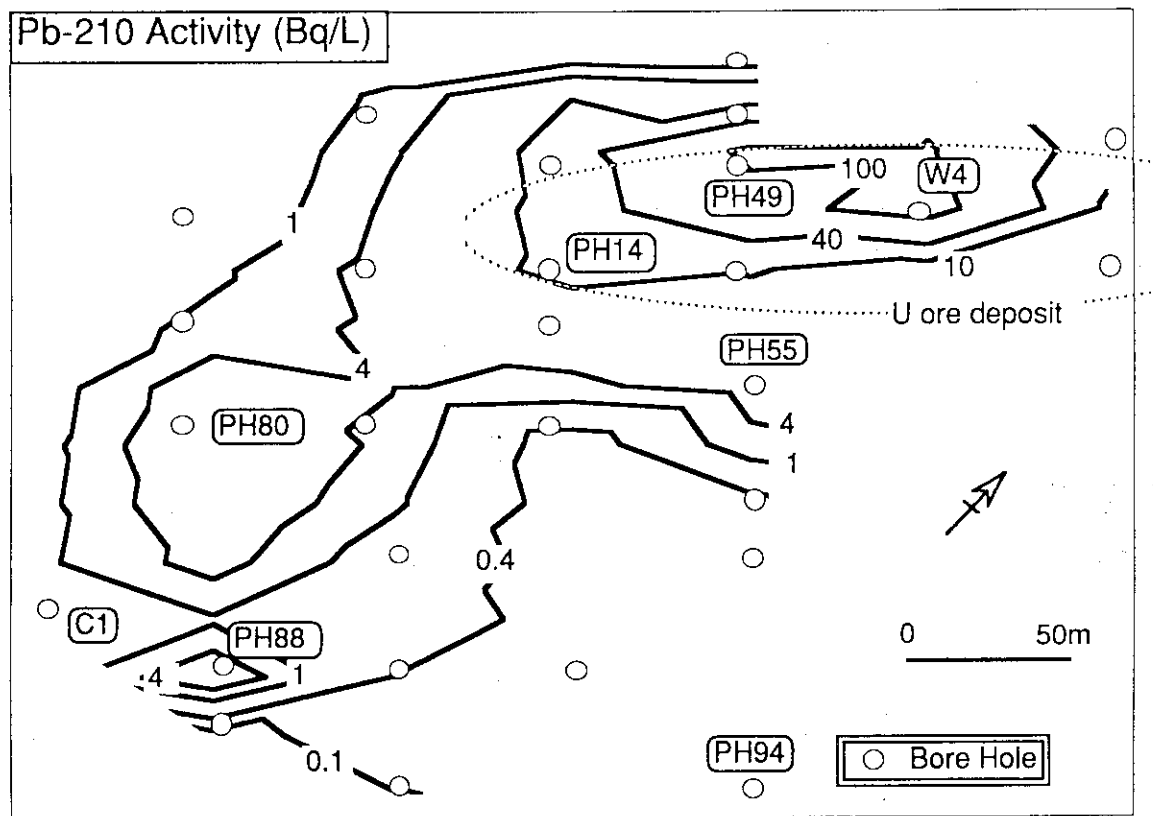 Pb-210 Activity (Bq/L)
100
W4
PH49
1
40
PH14
10
U ore deposit
PH55
4
PH80
4
1
0.4
C1
PH88
0 50m
4
1
0.1
PH94
Bore Hole